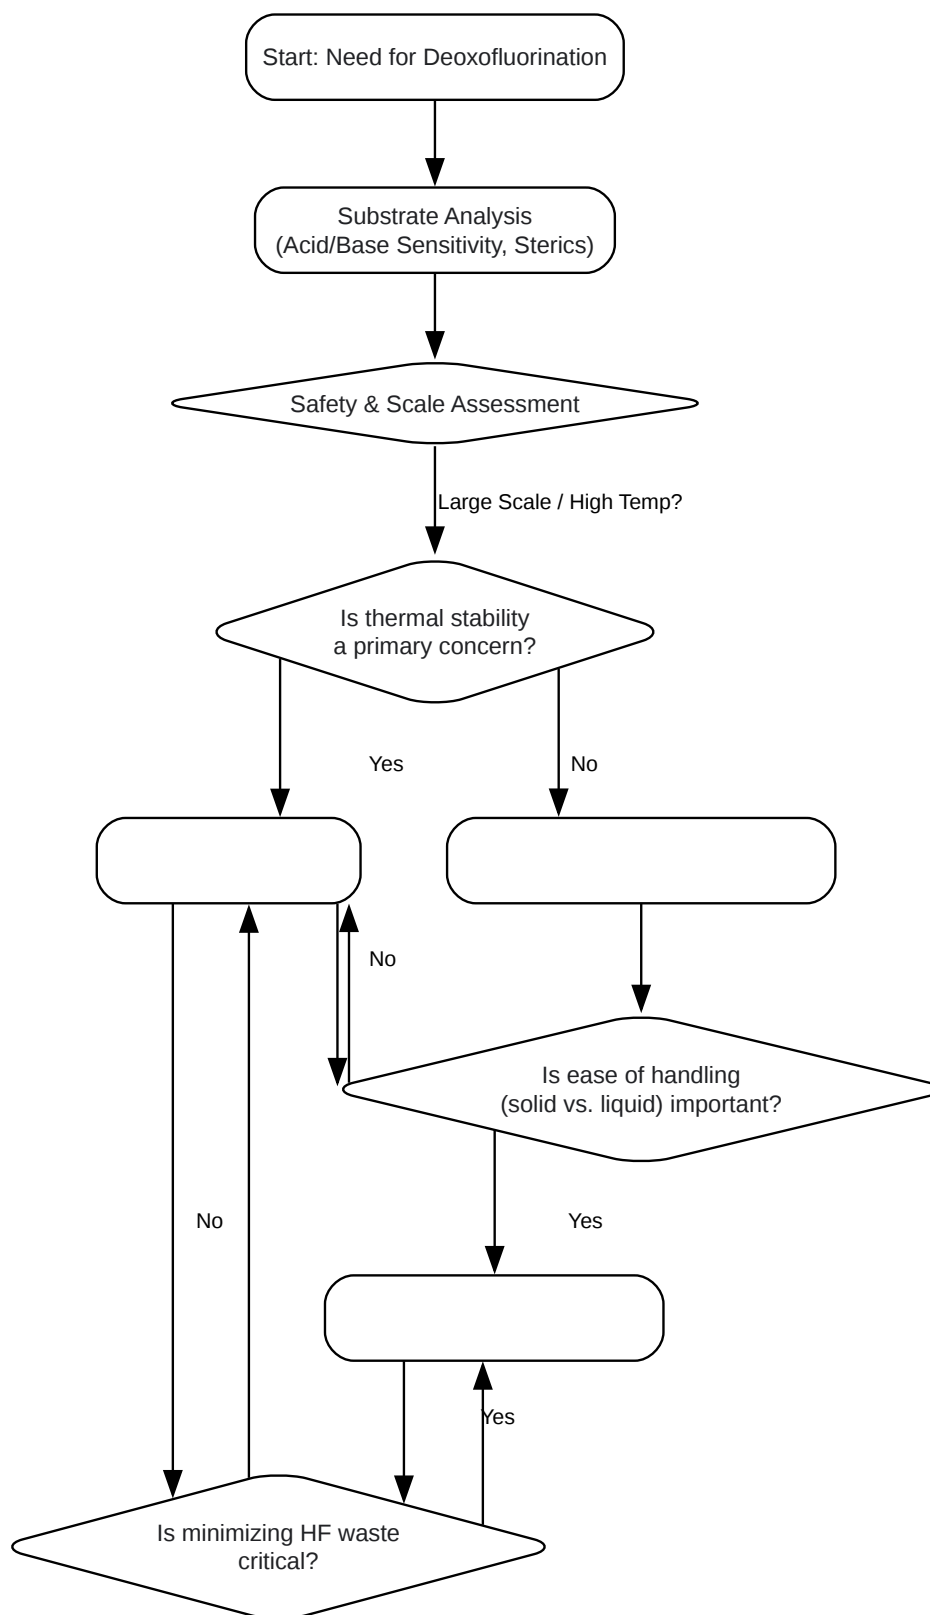 Start: Need for Deoxofluorination
Substrate Analysis
(Acid/Base Sensitivity, Sterics)
Safety & Scale Assessment
Large Scale / High Temp?
Is thermal stability
a primary concern?
Yes
No
No
Is ease of handling
(solid vs. liquid) important?
No
Yes
Yes
Is minimizing HF waste
critical?